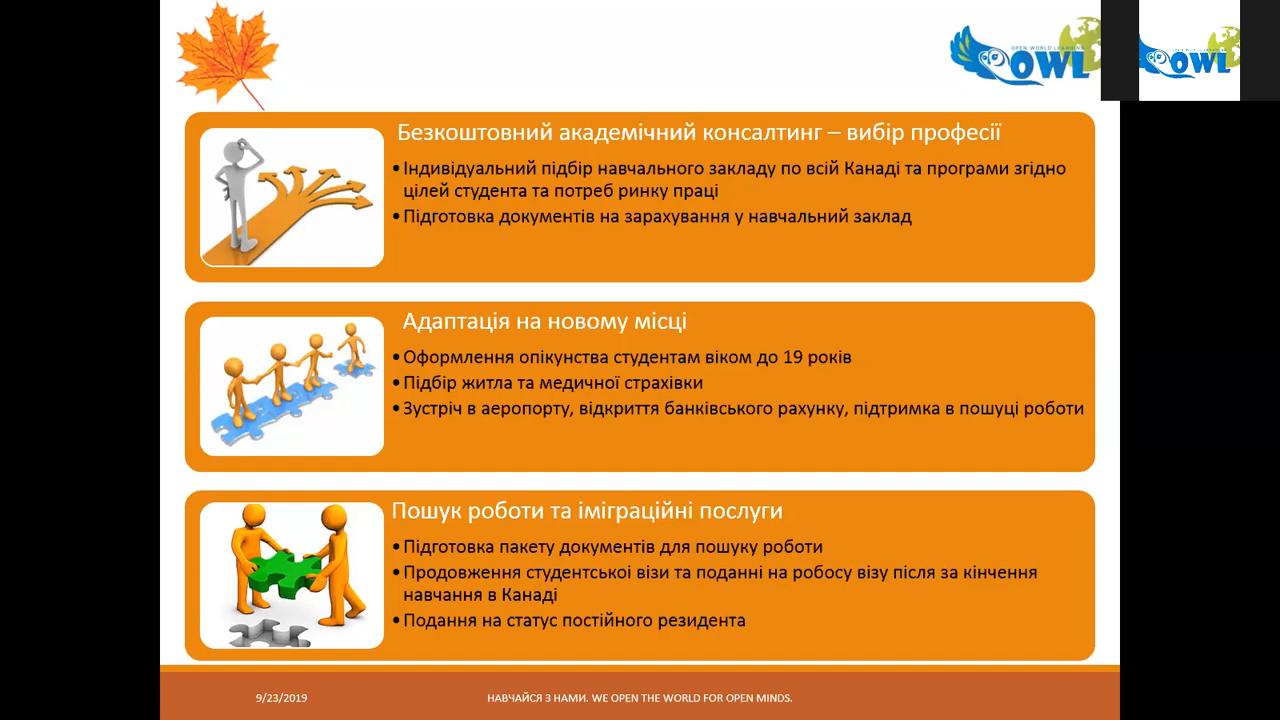 OPEN WORLD LEARNING
OWL
OWL
Безкоштовний академічний консалтинг – вибір професії
•Індивідуальний підбір навчального закладу по всій Канаді та програми згідно
цілей студента та потреб ринку праці
•Підготовка документів на зарахування у навчальний заклад
Адаптація на новому місці
•Оформлення опікунства студентам віком до 19 років
•Підбір житла та медичної страхівки
•Зустріч в аеропорту, відкриття банківського рахунку, підтримка в пошуці роботи
Пошук роботи та іміграційні послуги
•Підготовка пакету документів для пошуку роботи
•Продовження студентської візи та поданні на робосу візу після за кінчення
навчання в Канаді
•Подання на статус постійного резидента
9/23/2019
НАВЧАЙСЯ З НАМИ. WE OPEN THE WORLD FOR OPEN MINDS.